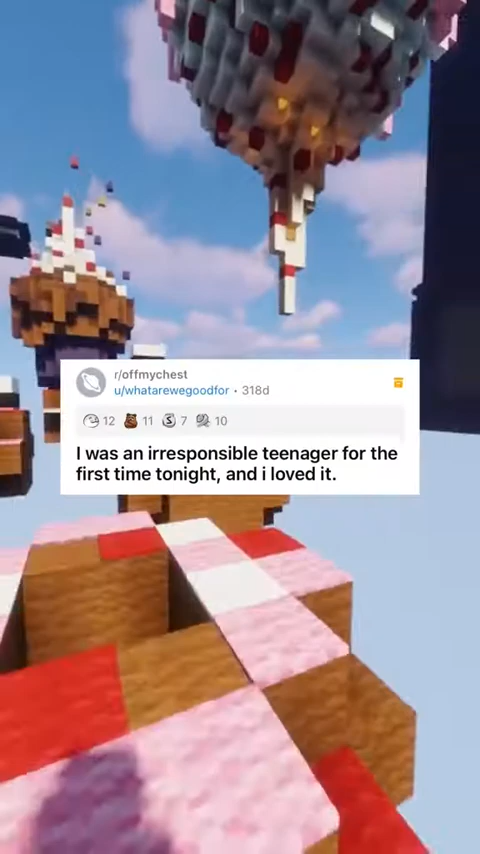 r/offmychest
u/whatarewegoodfor • 318d
12 11 7 10
I was an irresponsible teenager for the
first time tonight, and i loved it.